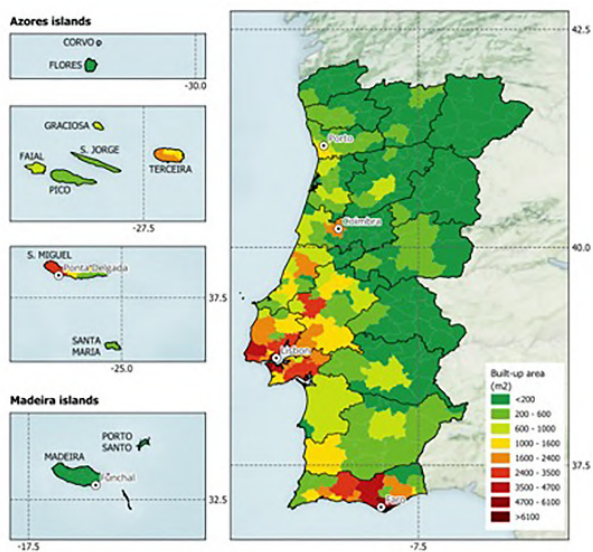 Azores islands
CORVO
FLORES
-30.0
GRACIOSA
FAIAL
S. JORGE
PICO
TERCEIRA
-27.5
S. MIGUEL
Ponta Delgada
37.5
SANTA
MARIA
-25.0
Madeira islands
PORTO
SANTO
MADEIRA
Funchal
32.5
-17.5
42.5
Porto
Coimbra
40.0
Lisbon
37.5
Faro
-7.5
Built-up area
(m2)
<200
200 - 600
600 - 1000
1000 - 1600
1600 - 2400
2400 - 3500
3500 - 4700
4700 - 6100
>6100